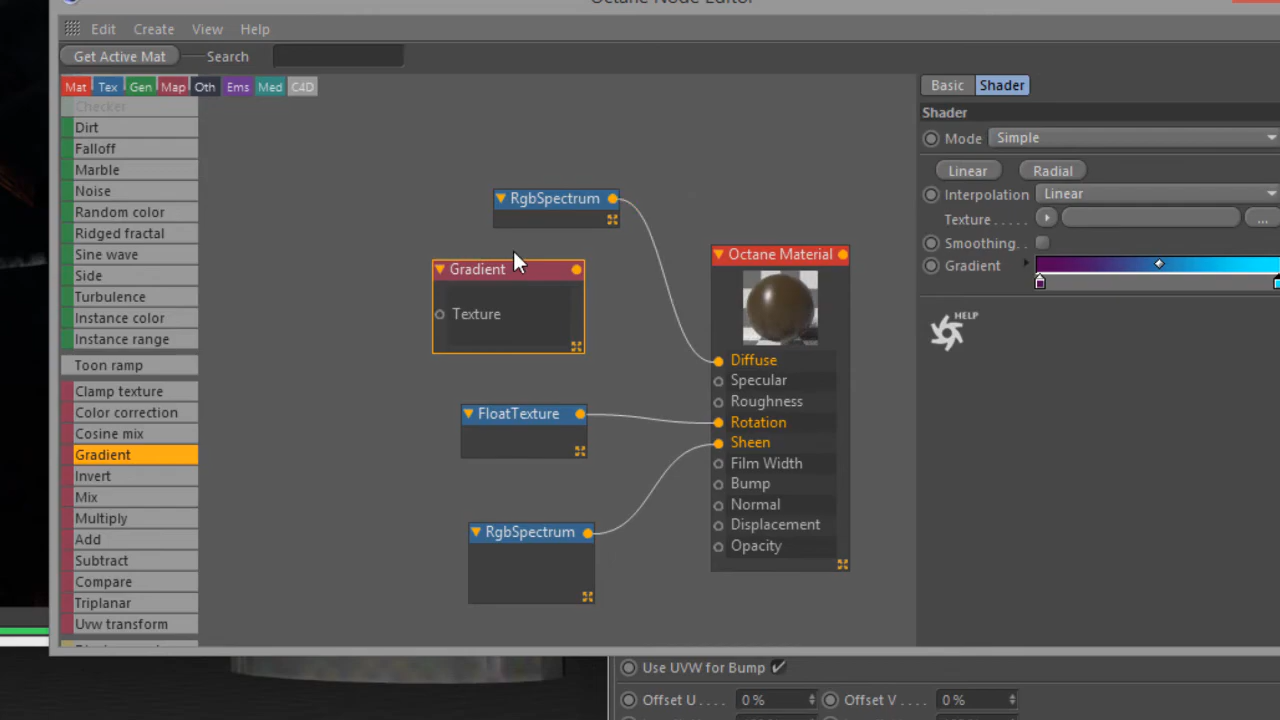 Octane Node Editor
Edit Create View Help
Get Active Mat Search
Mat Tex Gen Map Oth Ems Med C4D
Checker
Dirt
Falloff
Marble
Noise
Random color
Ridged fractal
Sine wave
Side
Turbulence
Instance color
Instance range
Toon ramp
Clamp texture
Color correction
Cosine mix
Gradient
Invert
Mix
Multiply
Add
Subtract
Compare
Triplanar
Uvw transform
RgbSpectrum
Gradient
Texture
FloatTexture
RgbSpectrum
Octane Material
Diffuse
Specular
Roughness
Rotation
Sheen
Film Width
Bump
Normal
Displacement
Opacity
Basic Shader
Shader
Mode Simple
Linear Radial
Interpolation Linear
Texture . . . . . ...
Smoothing. .
Gradient
HELP
Use UVW for Bump
Offset U . . . . 0 % Offset V . . . . 0 %